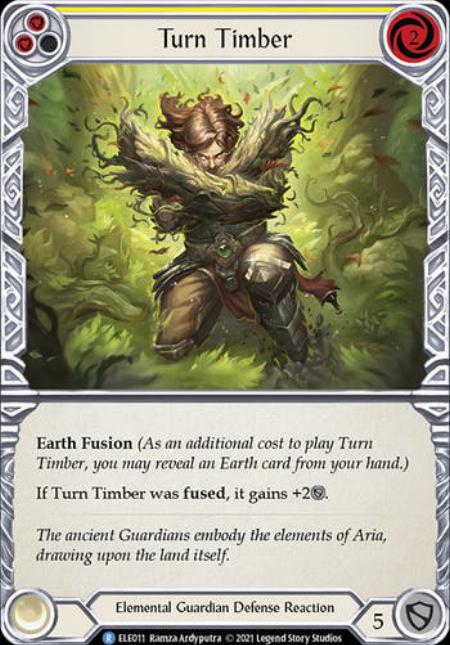 Turn Timber
2
Earth Fusion (As an additional cost to play Turn
Timber, you may reveal an Earth card from your hand.)
If Turn Timber was fused, it gains +2.
The ancient Guardians embody the elements of Aria,
drawing upon the land itself.
Elemental Guardian Defense Reaction
5
R ELE011 Ramza Ardyputra © 2021 Legend Story Studios